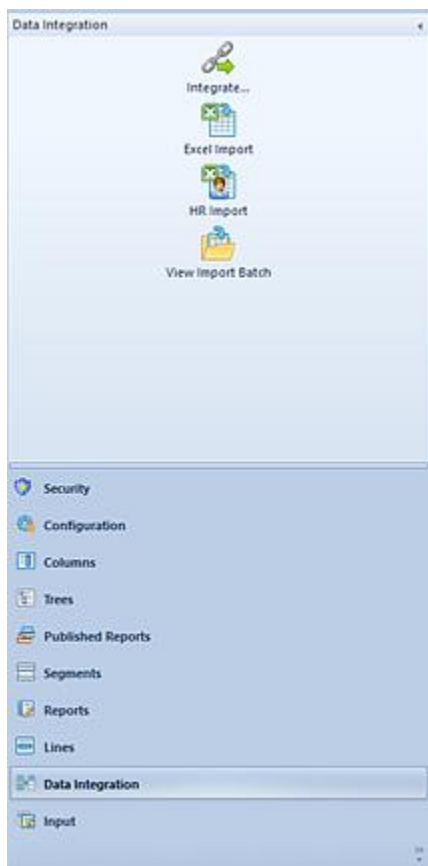 Data Integration
Integrate...
Excel Import
HR Import
View Import Batch
Security
Configuration
Columns
Trees
Published Reports
Segments
Reports
Lines
Data Integration
Input